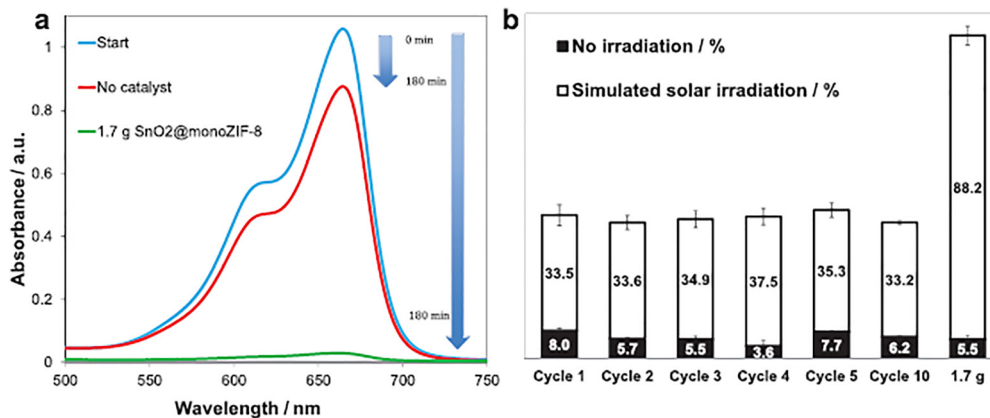 a
Start
No catalyst
1.7 g SnO2@monoZIF-8
0 min
180 min
180 min
Absorbance / a.u.
1
0.8
0.6
0.4
0.2
0
500
550
600
650
700
750
Wavelength / nm
b
No irradiation / %
Simulated solar irradiation / %
33.5
33.6
34.9
37.5
35.3
33.2
88.2
8.0
5.7
5.5
3.6
7.7
6.2
5.5
Cycle 1
Cycle 2
Cycle 3
Cycle 4
Cycle 5
Cycle 10
1.7 g